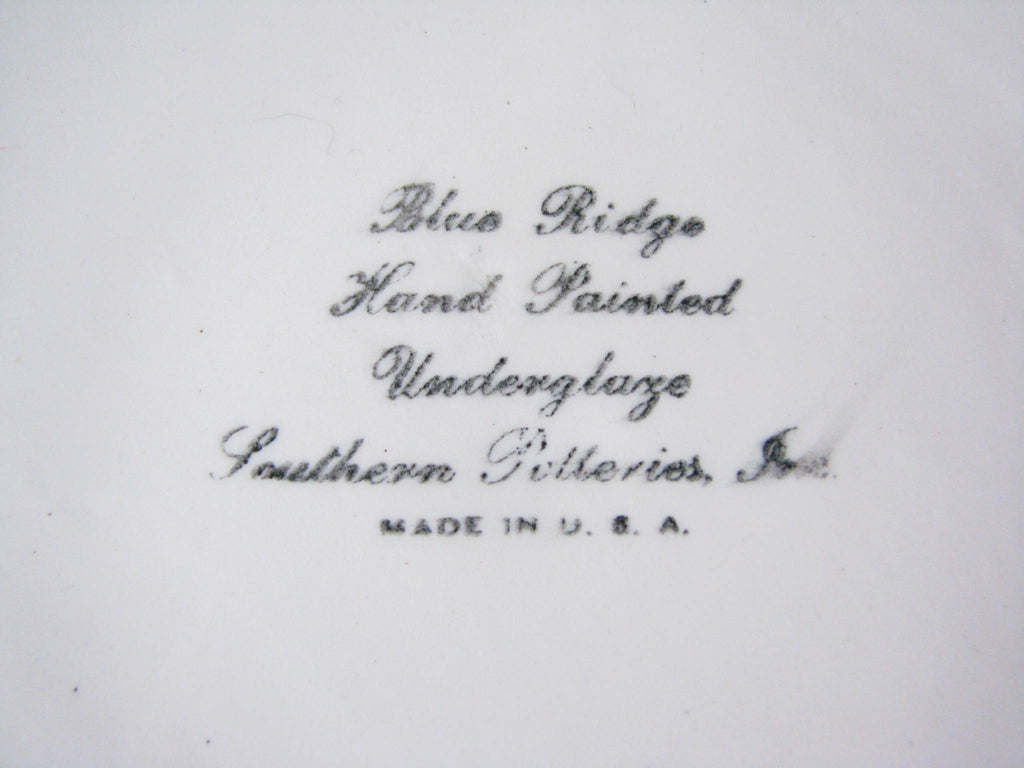 Blue Ridge
Hand Painted
Underglaze
Southern Potteries, Inc.
MADE IN U. S. A.